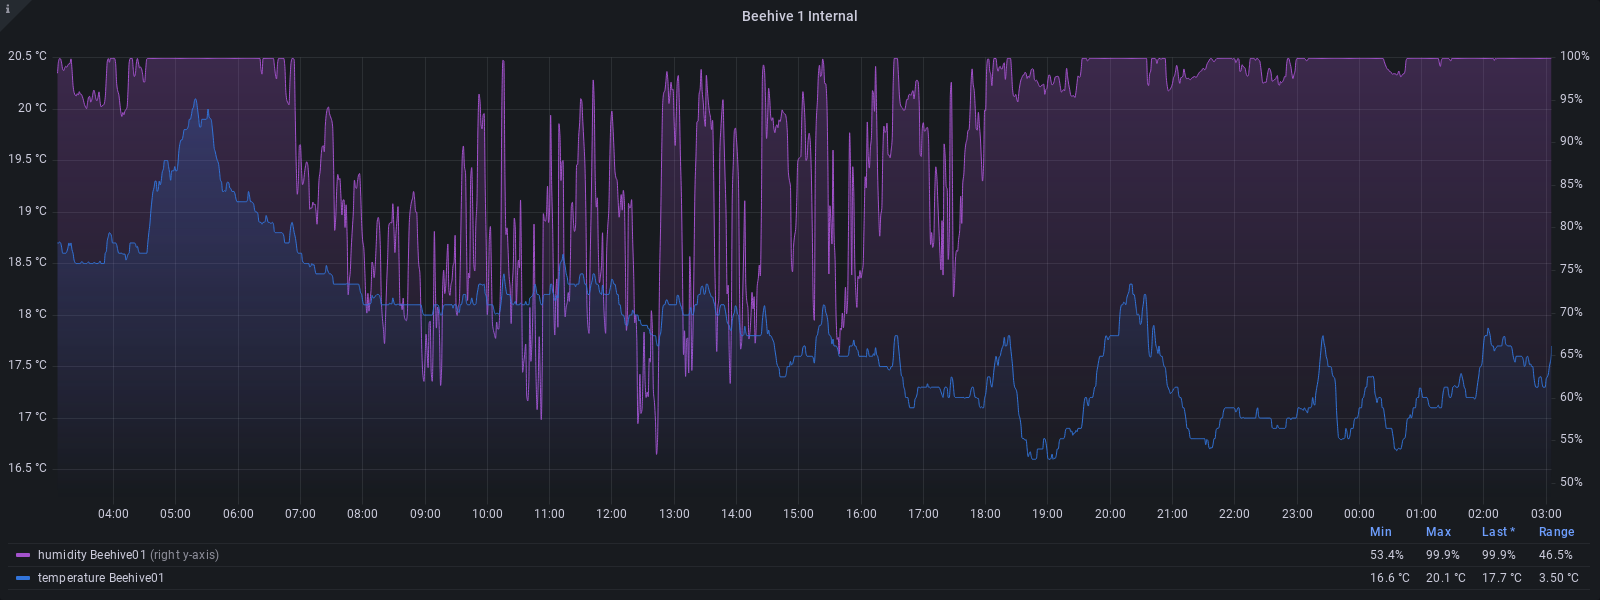 i
Beehive 1 Internal
20.5 °C 100%
20 °C 95%
19.5 °C 90%
19 °C 85%
18.5 °C 80%
18 °C 75%
17.5 °C 70%
17 °C 65%
16.5 °C 60%
55%
50%
04:00 05:00 06:00 07:00 08:00 09:00 10:00 11:00 12:00 13:00 14:00 15:00 16:00 17:00 18:00 19:00 20:00 21:00 22:00 23:00 00:00 01:00 02:00 03:00
Min Max Last * Range
humidity Beehive01 (right y-axis) 53.4% 99.9% 99.9% 46.5%
temperature Beehive01 16.6 °C 20.1 °C 17.7 °C 3.50 °C